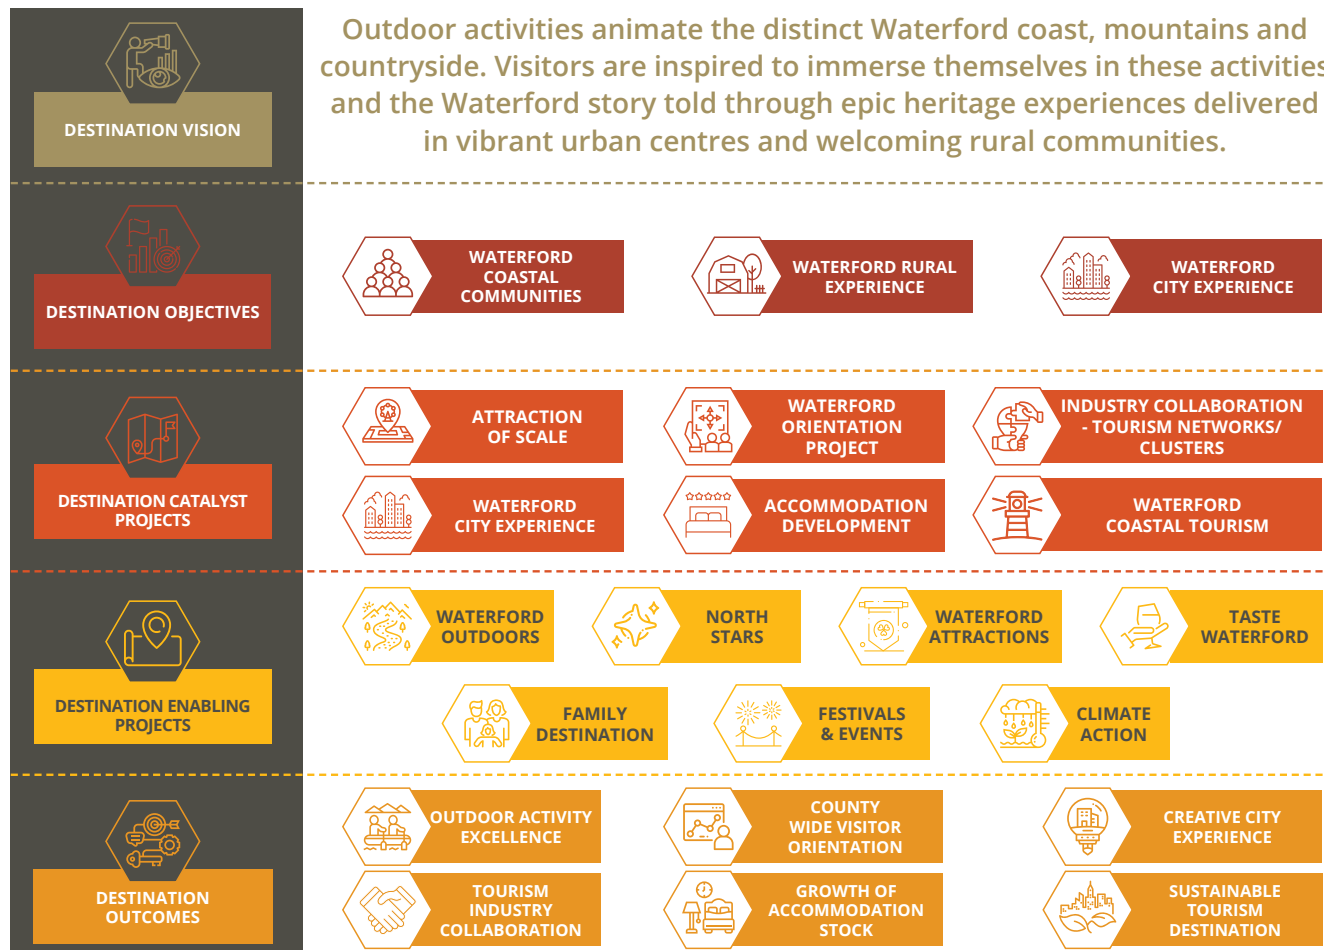 DESTINATION VISION
Outdoor activities animate the distinct Waterford coast, mountains and
countryside. Visitors are inspired to immerse themselves in these activities
and the Waterford story told through epic heritage experiences delivered
in vibrant urban centres and welcoming rural communities.
DESTINATION OBJECTIVES
WATERFORD
COASTAL
COMMUNITIES
WATERFORD RURAL
EXPERIENCE
WATERFORD
CITY EXPERIENCE
DESTINATION CATALYST
PROJECTS
ATTRACTION
OF SCALE
WATERFORD
ORIENTATION
PROJECT
INDUSTRY COLLABORATION
- TOURISM NETWORKS/
CLUSTERS
WATERFORD
CITY EXPERIENCE
ACCOMMODATION
DEVELOPMENT
WATERFORD
COASTAL TOURISM
DESTINATION ENABLING
PROJECTS
WATERFORD
OUTDOORS
NORTH
STARS
WATERFORD
ATTRACTIONS
TASTE
WATERFORD
FAMILY
DESTINATION
FESTIVALS
& EVENTS
CLIMATE
ACTION
DESTINATION
OUTCOMES
OUTDOOR ACTIVITY
EXCELLENCE
COUNTY
WIDE VISITOR
ORIENTATION
CREATIVE CITY
EXPERIENCE
TOURISM
INDUSTRY
COLLABORATION
GROWTH OF
ACCOMMODATION
STOCK
SUSTAINABLE
TOURISM
DESTINATION